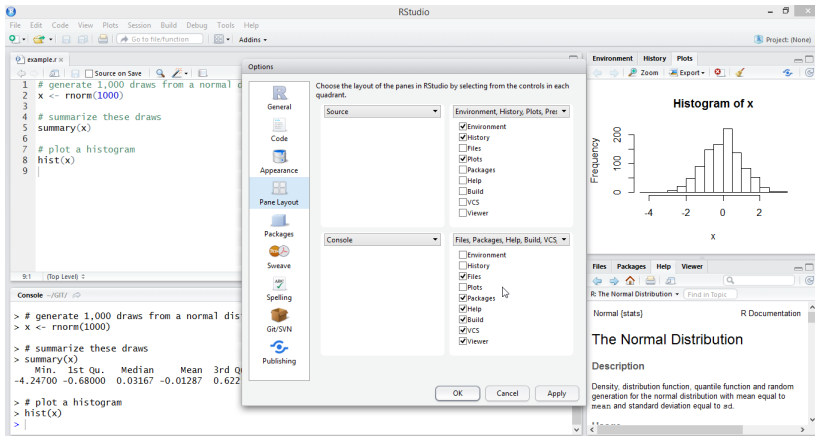 RStudio
File Edit Code View Plots Session Build Debug Tools Help
Go to file/function Addins Project: (None)
example.r
Source on Save
1 # generate 1,000 draws from a normal d
2 x <- rnorm(1000)
3
4 # summarize these draws
5 summary(x)
6
7 # plot a histogram
8 hist(x)
9
9:1 (Top Level)
Console ~/GIT/
> # generate 1,000 draws from a normal dis
> x <- rnorm(1000)
> # summarize these draws
> summary(x)
Min. 1st Qu. Median Mean 3rd Q
-4.24700 -0.68000 0.03167 -0.01287 0.622
> # plot a histogram
> hist(x)
>
Options
General
Code
Appearance
Pane Layout
Packages
Sweave
ABC
Spelling
Git/SVN
Publishing
Choose the layout of the panes in RStudio by selecting from the controls in each
quadrant.
Source
Environment, History, Plots, Pres
Environment
History
Files
Plots
Packages
Help
Build
VCS
Viewer
Console
Files, Packages, Help, Build, VCS,
Environment
History
Files
Plots
Packages
Help
Build
VCS
Viewer
OK Cancel Apply
Environment History Plots
Zoom Export
Histogram of x
Frequency
200
100
0
-4 -2 0 2
x
Files Packages Help Viewer
R: The Normal Distribution Find in Topic
Normal {stats} R Documentation
The Normal Distribution
Description
Density, distribution function, quantile function and random
generation for the normal distribution with mean equal to
mean and standard deviation equal to sd.